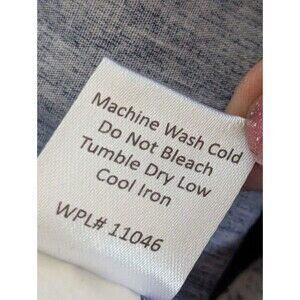 Machine Wash Cold
Do Not Bleach
Tumble Dry Low
Cool Iron
WPL# 11046